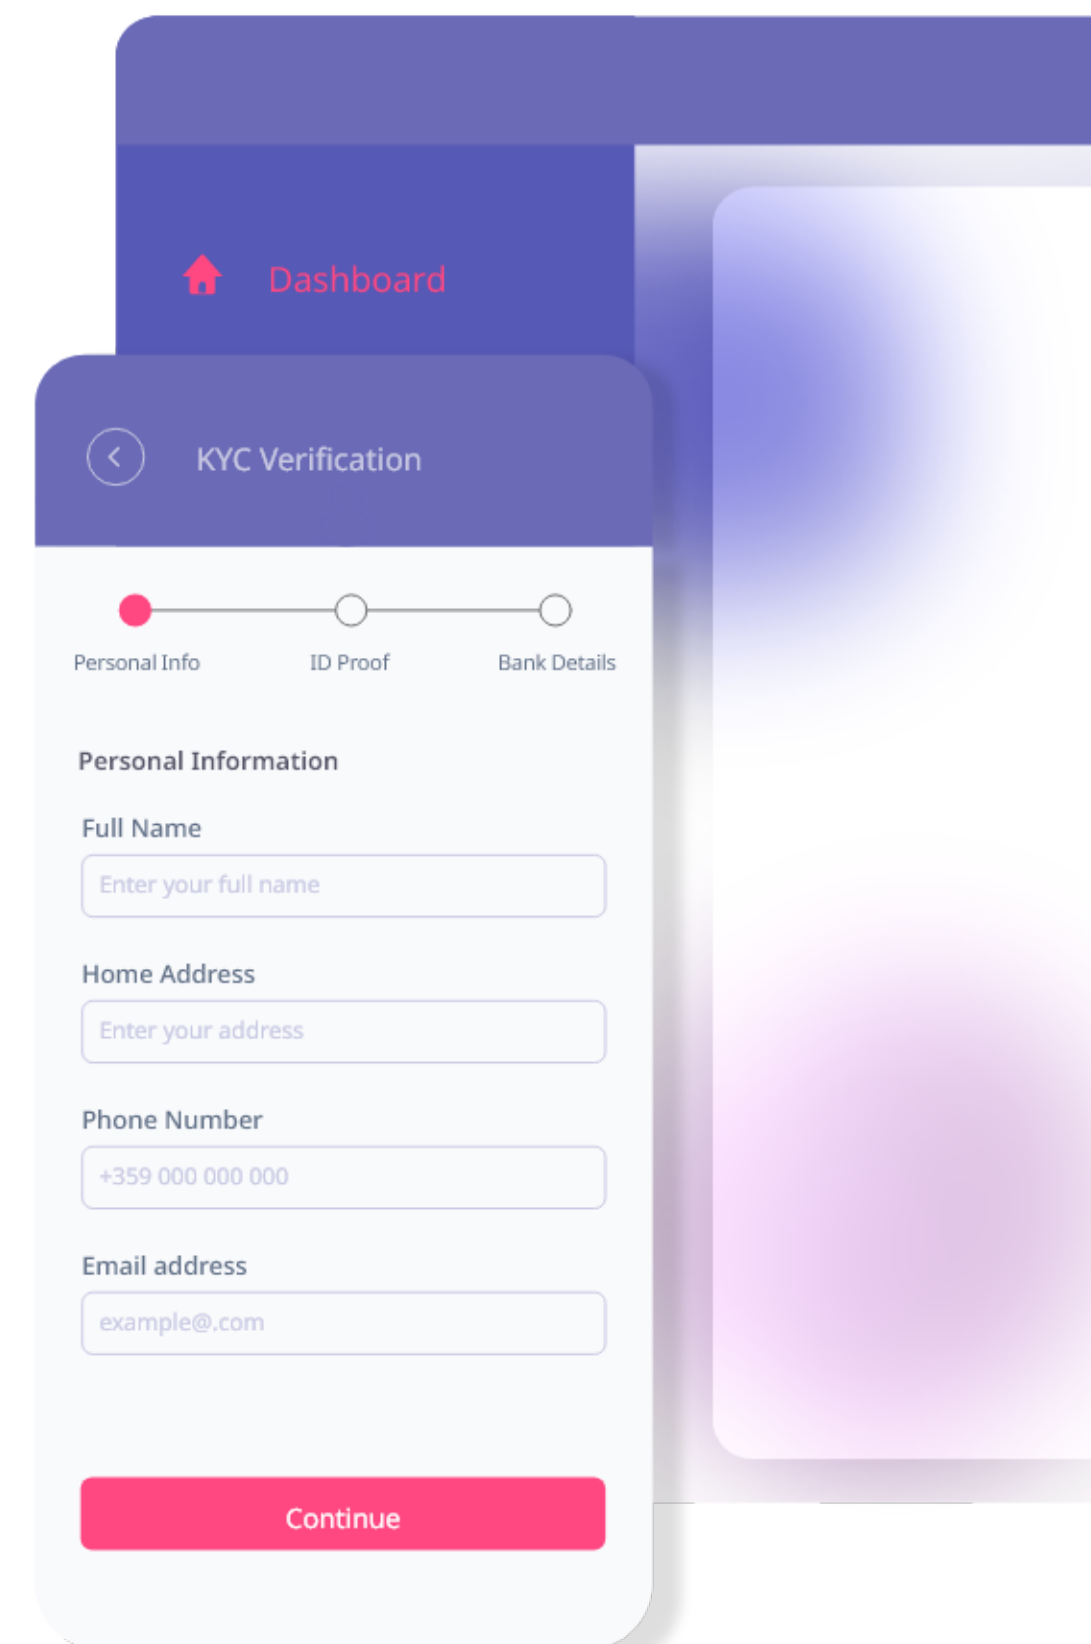 Dashboard
KYC Verification
Personal Info
ID Proof
Bank Details
Personal Information
Full Name
Enter your full name
Home Address
Enter your address
Phone Number
+359 000 000 000
Email address
example@.com
Continue